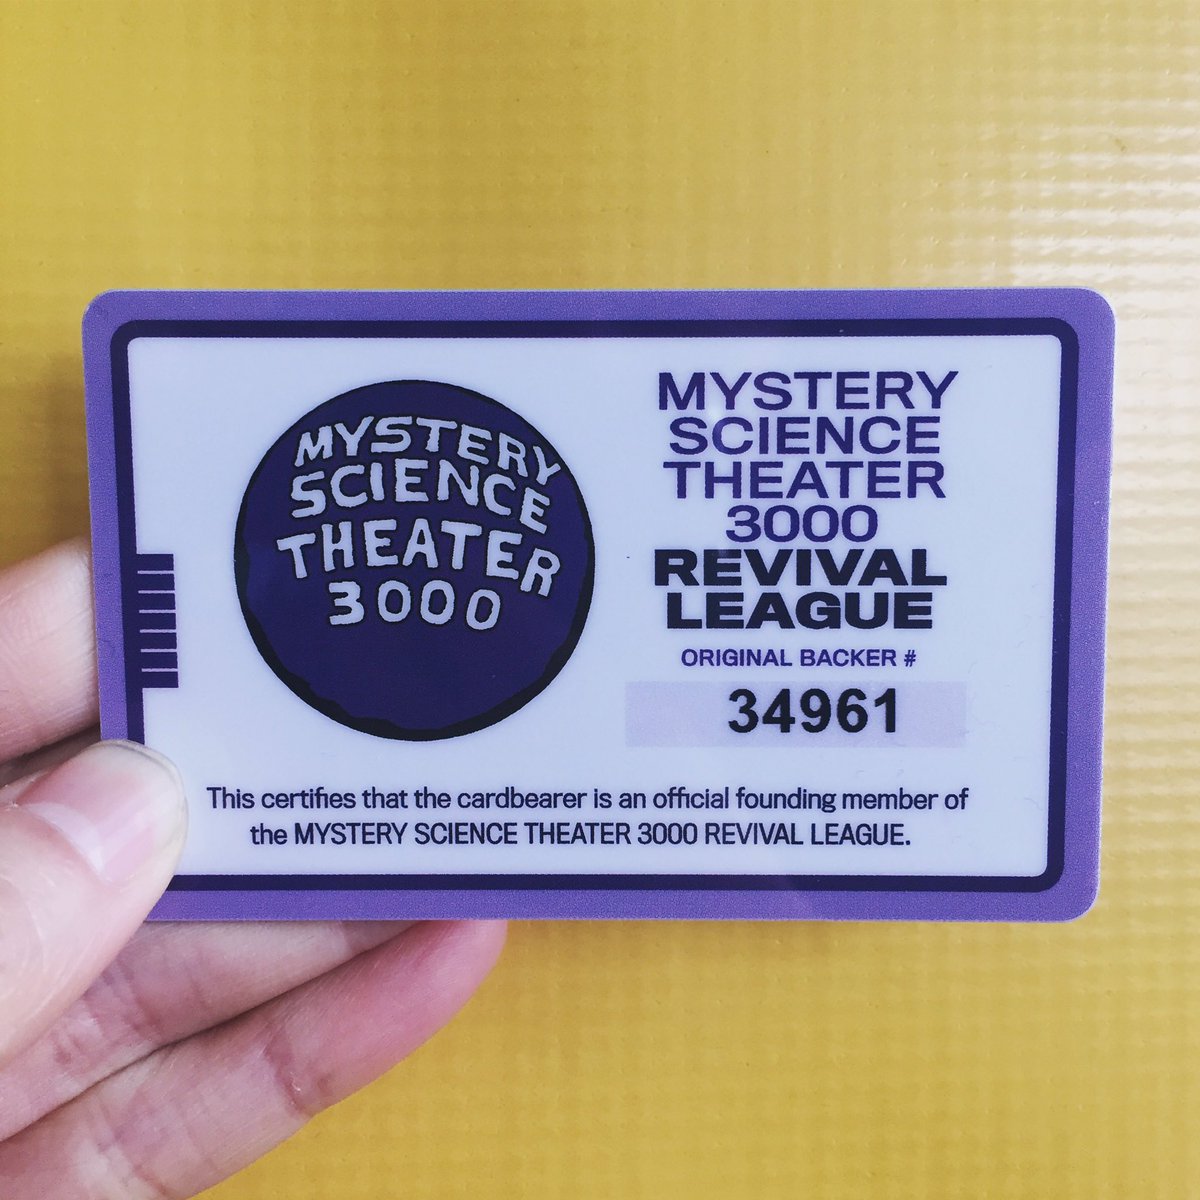 MYSTERY
SCIENCE
THEATER
3000
MYSTERY
SCIENCE
THEATER
3000
REVIVAL
LEAGUE
ORIGINAL BACKER #
34961
This certifies that the cardbearer is an official founding member of
the MYSTERY SCIENCE THEATER 3000 REVIVAL LEAGUE.